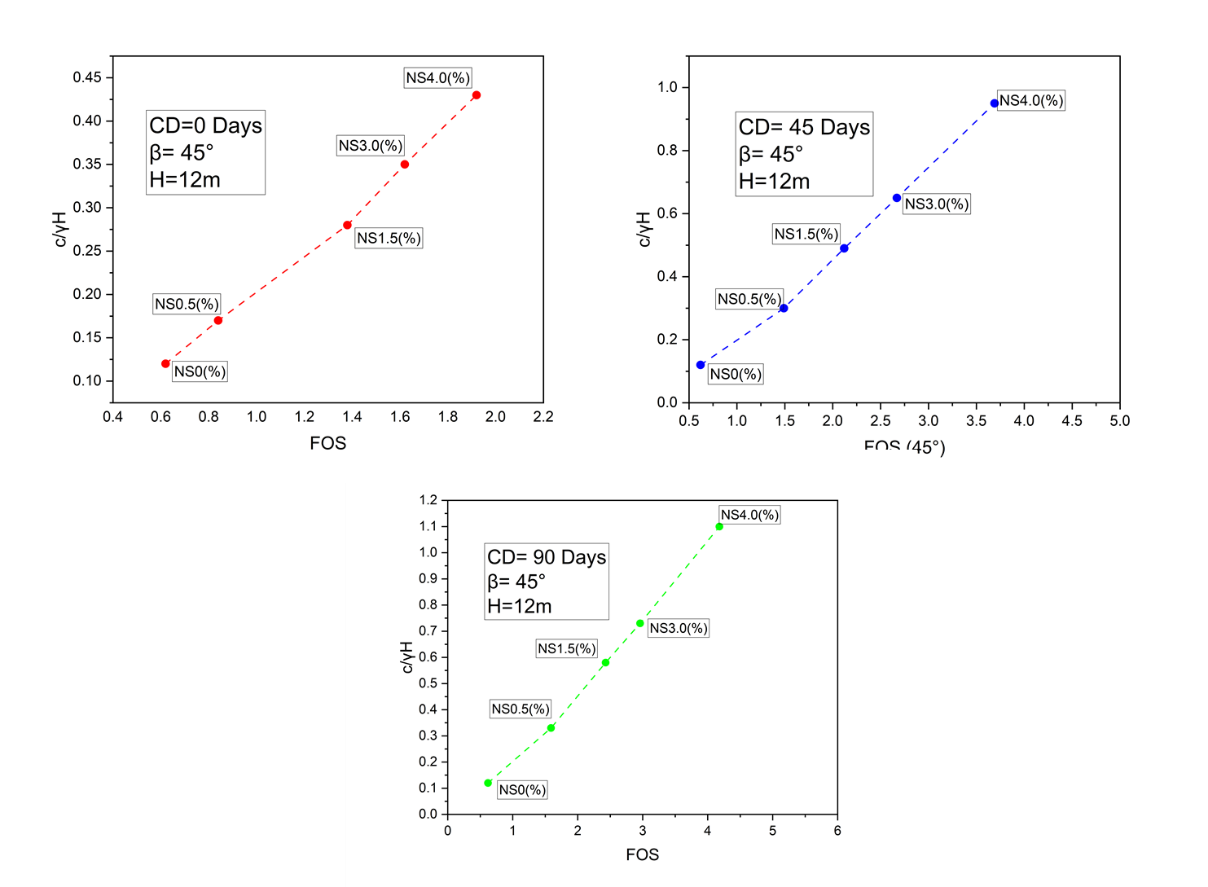 0.45
0.40
0.35
0.30
0.25
0.20
0.15
0.10
c/γH
NS4.0(%)
CD=0 Days
β= 45°
H=12m
NS3.0(%)
NS1.5(%)
NS0.5(%)
NS0(%)
0.4 0.6 0.8 1.0 1.2 1.4 1.6 1.8 2.0 2.2
FOS
1.0
0.8
0.6
0.4
0.2
0.0
c/γH
NS4.0(%)
CD= 45 Days
β= 45°
H=12m
NS3.0(%)
NS1.5(%)
NS0.5(%)
NS0(%)
0.5 1.0 1.5 2.0 2.5 3.0 3.5 4.0 4.5 5.0
FOS (45°)
1.2
1.1
1.0
0.9
0.8
0.7
0.6
0.5
0.4
0.3
0.2
0.1
0.0
c/γH
NS4.0(%)
CD= 90 Days
β= 45°
H=12m
NS3.0(%)
NS1.5(%)
NS0.5(%)
NS0(%)
0 1 2 3 4 5 6
FOS